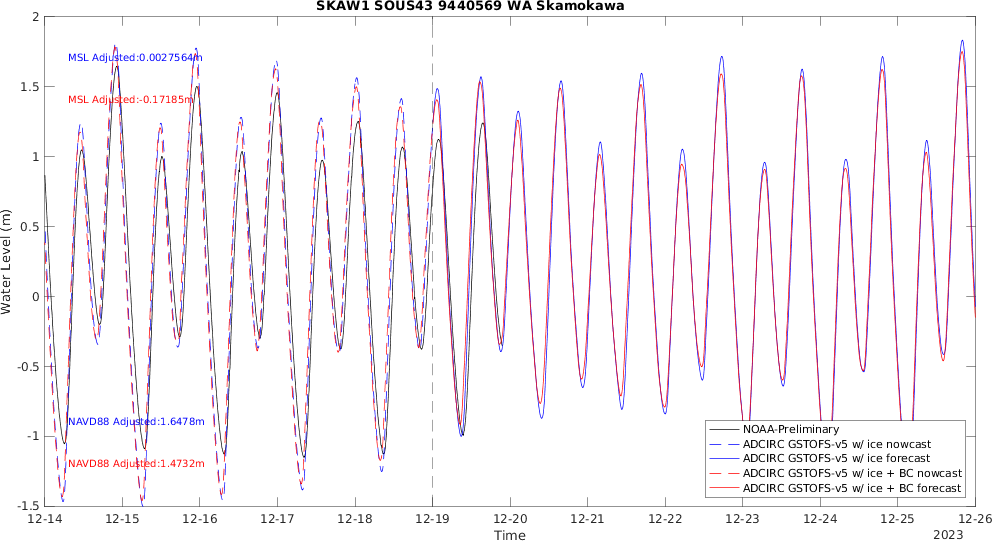 SKAW1 SOUS43 9440569 WA Skamokawa
MSL Adjusted:0.0027564m
MSL Adjusted:-0.17185m
NAVD88 Adjusted:1.6478m
NAVD88 Adjusted:1.4732m
Water Level (m)
2
1.5
1
0.5
0
-0.5
-1
-1.5
NOAA-Preliminary
ADCIRC GSTOFS-v5 w/ ice nowcast
ADCIRC GSTOFS-v5 w/ ice forecast
ADCIRC GSTOFS-v5 w/ ice + BC nowcast
ADCIRC GSTOFS-v5 w/ ice + BC forecast
12-14 12-15 12-16 12-17 12-18 12-19 12-20 12-21 12-22 12-23 12-24 12-25 12-26
Time
2023